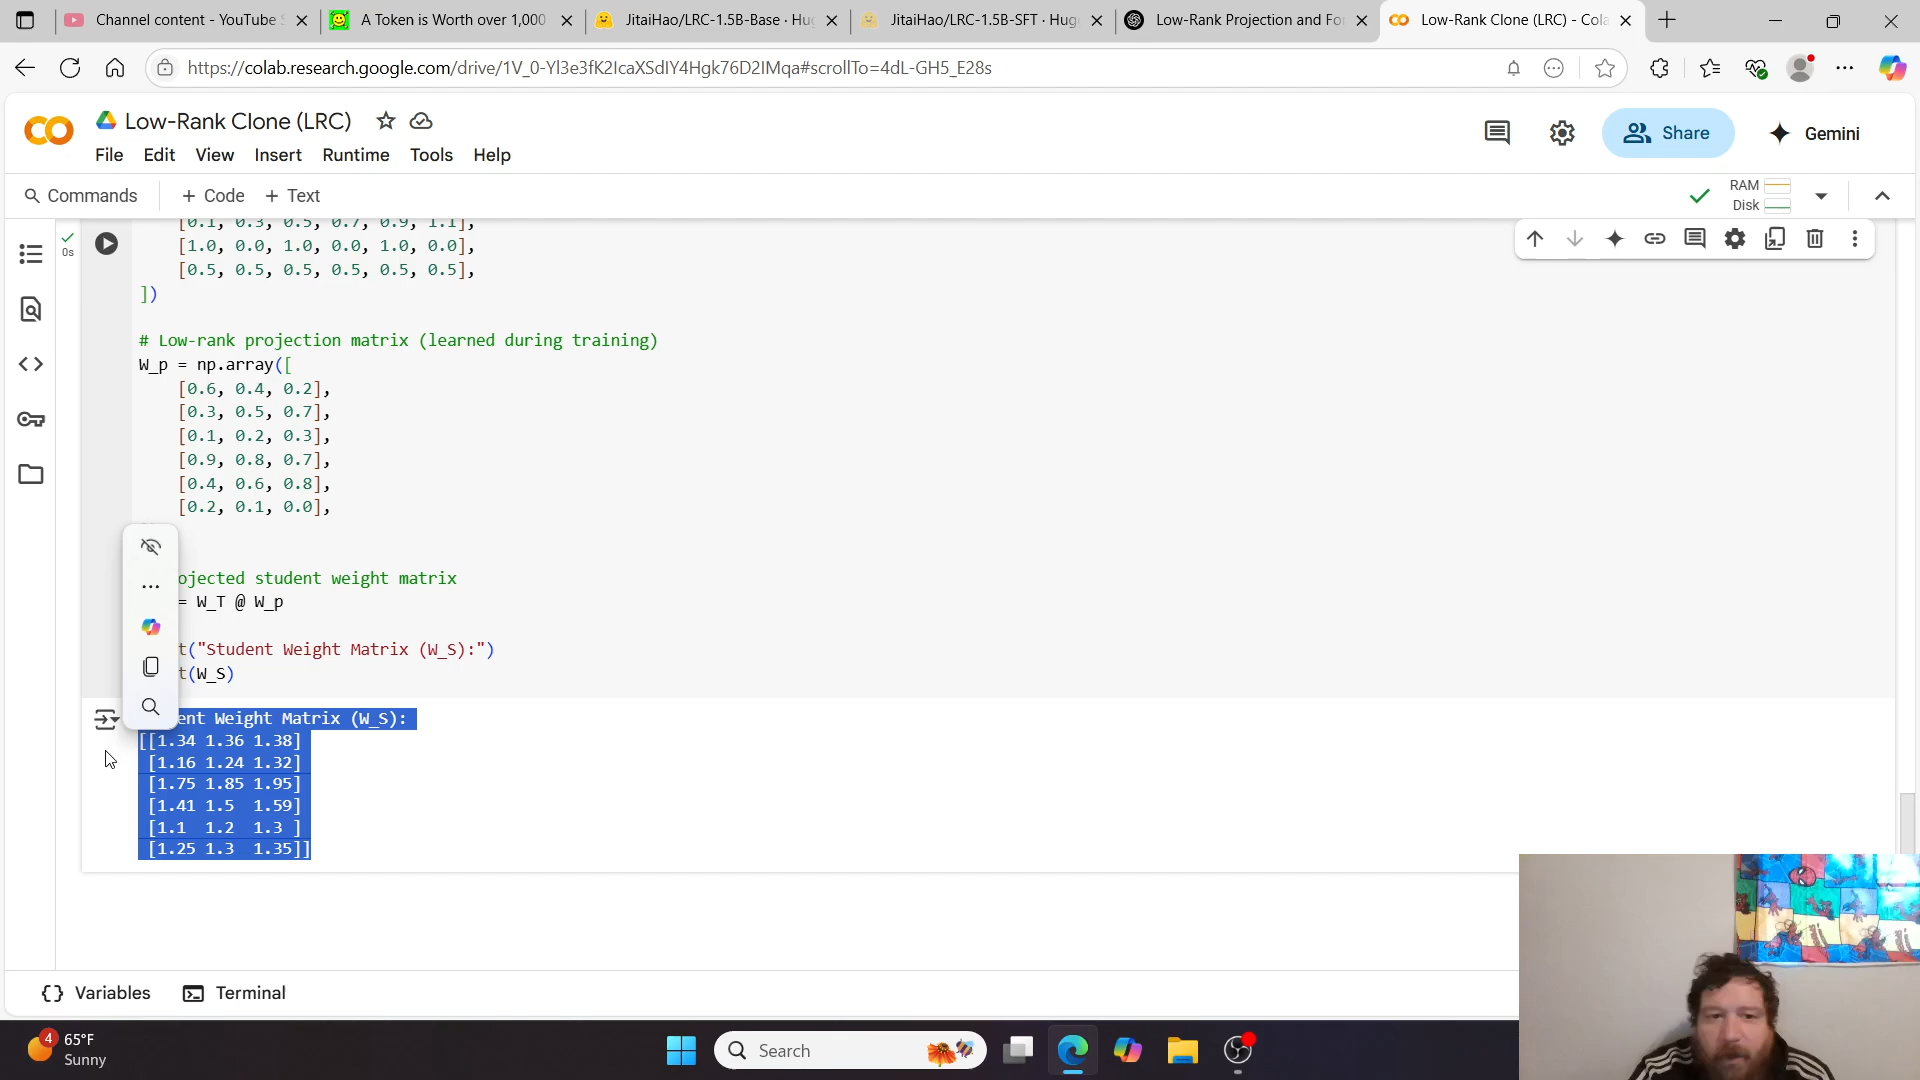 Channel content - YouTube S
A Token is Worth over 1,000
JitaiHao/LRC-1.5B-Base · Hug
JitaiHao/LRC-1.5B-SFT · Hugg
Low-Rank Projection and For
Low-Rank Clone (LRC) - Cola
https://colab.research.google.com/drive/1V_0-Yl3e3fK2IcaXSdIY4Hgk76D2IMqa#scrollTo=4dL-GH5_E28s
Low-Rank Clone (LRC)
File Edit View Insert Runtime Tools Help
Share
Gemini
Commands + Code + Text
RAM
Disk
0s
[0.1, 0.3, 0.5, 0.7, 0.9, 1.1],
[1.0, 0.0, 1.0, 0.0, 1.0, 0.0],
[0.5, 0.5, 0.5, 0.5, 0.5, 0.5],
])
# Low-rank projection matrix (learned during training)
W_p = np.array([
[0.6, 0.4, 0.2],
[0.3, 0.5, 0.7],
[0.1, 0.2, 0.3],
[0.9, 0.8, 0.7],
[0.4, 0.6, 0.8],
[0.2, 0.1, 0.0],
ojected student weight matrix
= W_T @ W_p
t("Student Weight Matrix (W_S):")
t(W_S)
ent Weight Matrix (W_S):
[[1.34 1.36 1.38]
[1.16 1.24 1.32]
[1.75 1.85 1.95]
[1.41 1.5 1.59]
[1.1 1.2 1.3 ]
[1.25 1.3 1.35]]
{} Variables Terminal
4
65°F
Sunny
Search